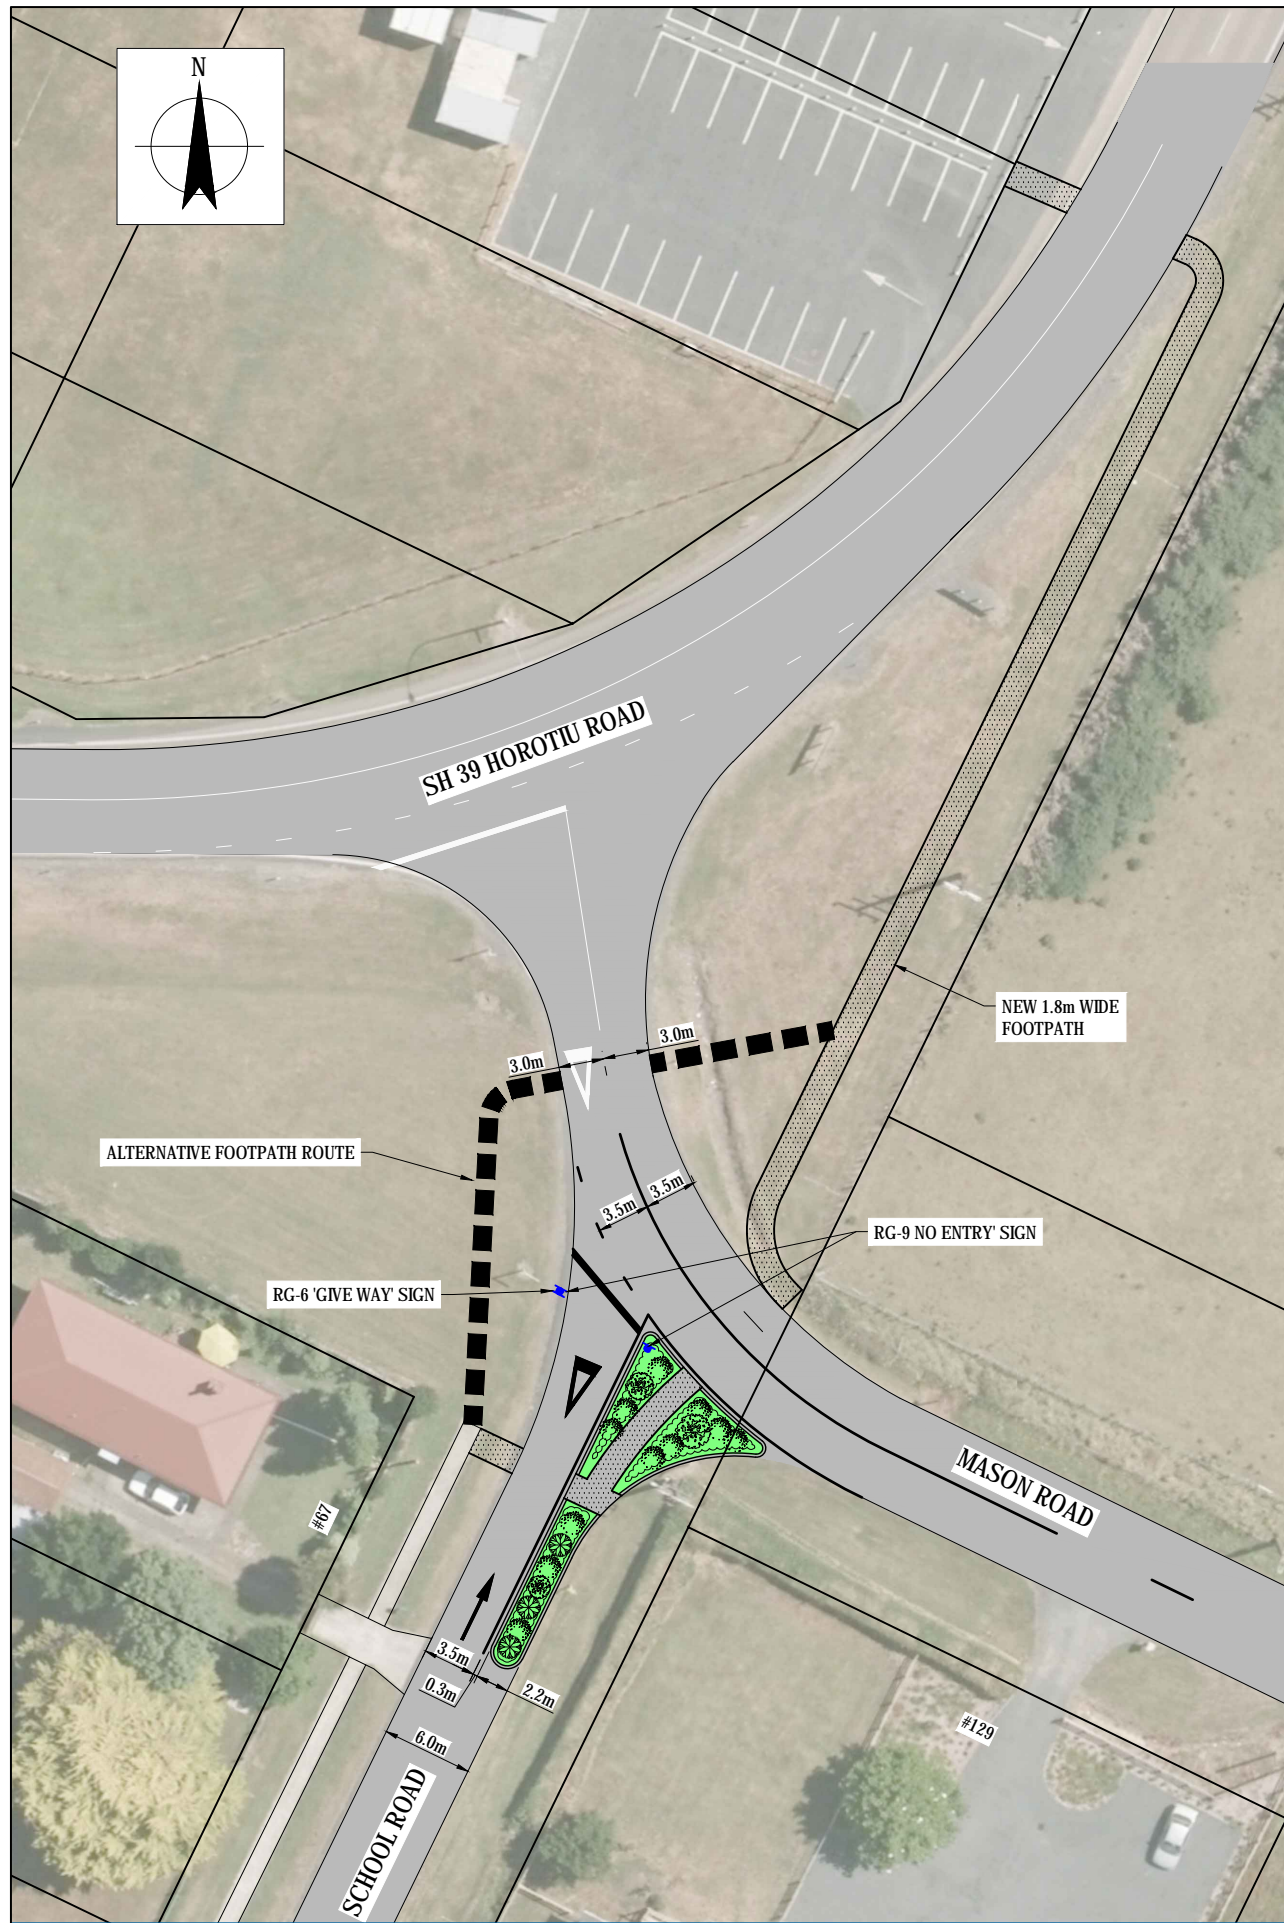 N
SH 39 HOROTIU ROAD
NEW 1.8m WIDE
FOOTPATH
3.0m
3.0m
ALTERNATIVE FOOTPATH ROUTE
3.5m
3.5m
RG-9 NO ENTRY' SIGN
RG-6 'GIVE WAY' SIGN
MASON ROAD
#67
3.5m
0.3m
2.2m
6.0m
#129
SCHOOL ROAD